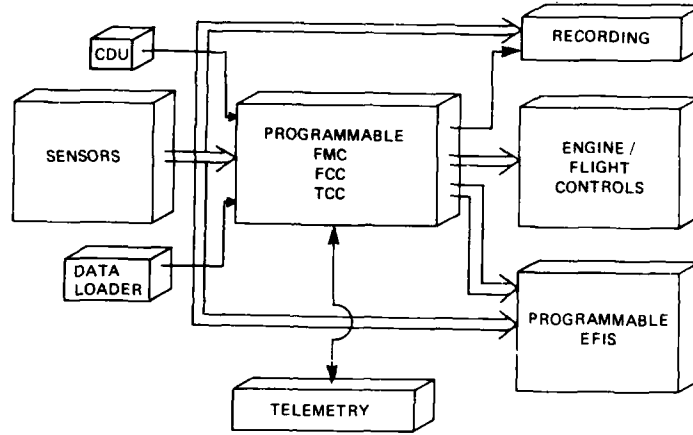 CDU
RECORDING
SENSORS
PROGRAMMABLE
FMC
FCC
TCC
ENGINE /
FLIGHT
CONTROLS
DATA
LOADER
PROGRAMMABLE
EFIS
TELEMETRY